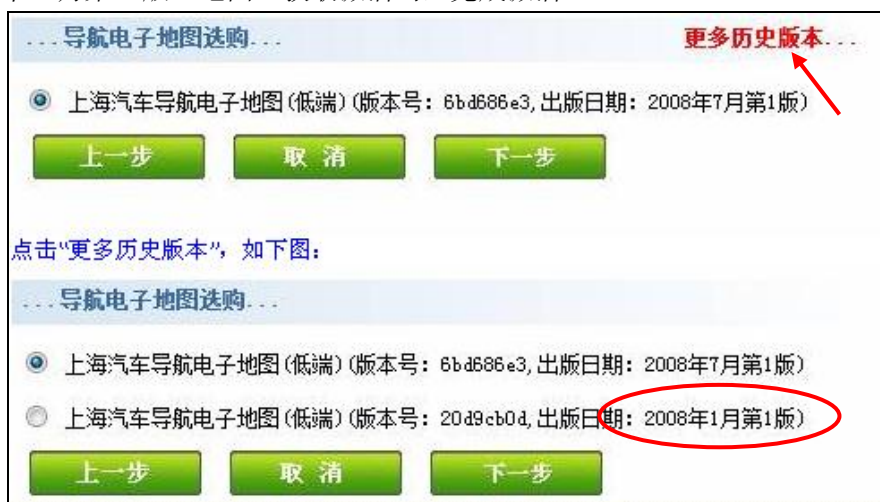 ...导航电子地图选购... 更多历史版本...
上海汽车导航电子地图(低端)(版本号：6bd686e3,出版日期：2008年7月第1版)
上一步 取 消 下一步
点击“更多历史版本”，如下图：
...导航电子地图选购...
上海汽车导航电子地图(低端)(版本号：6bd686e3,出版日期：2008年7月第1版)
上海汽车导航电子地图(低端)(版本号：20d9cb0d,出版日期：2008年1月第1版)
上一步 取 消 下一步